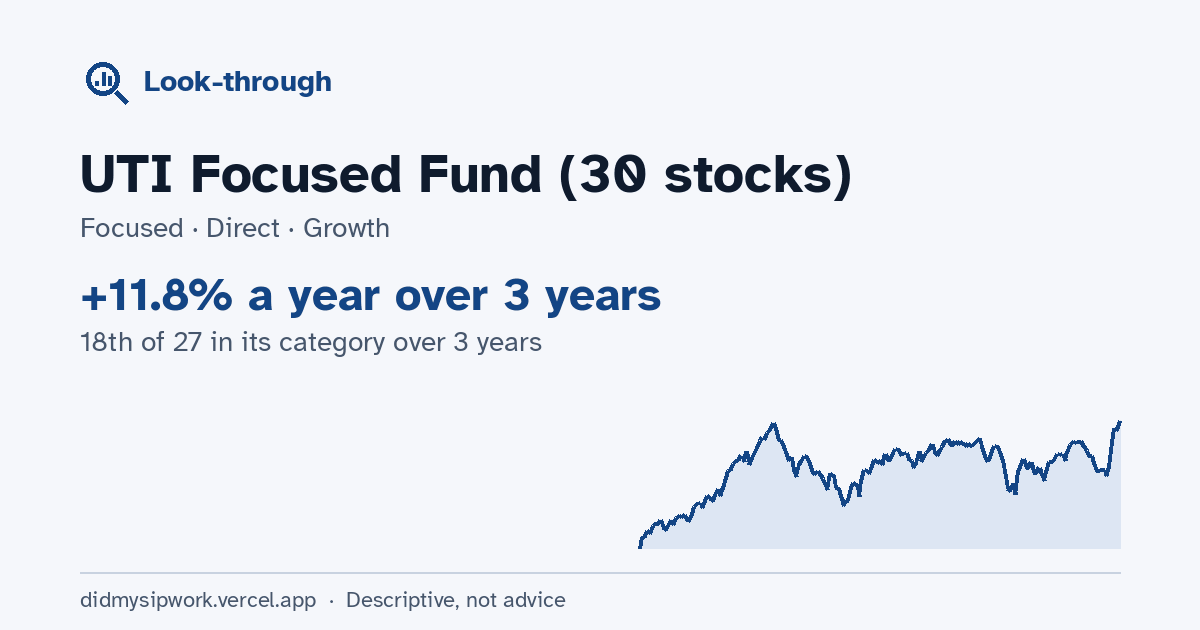 Look-through
UTI Focused Fund (30 stocks)
Focused · Direct · Growth
+11.8% a year over 3 years
18th of 27 in its category over 3 years
didmysipwork.vercel.app · Descriptive, not advice